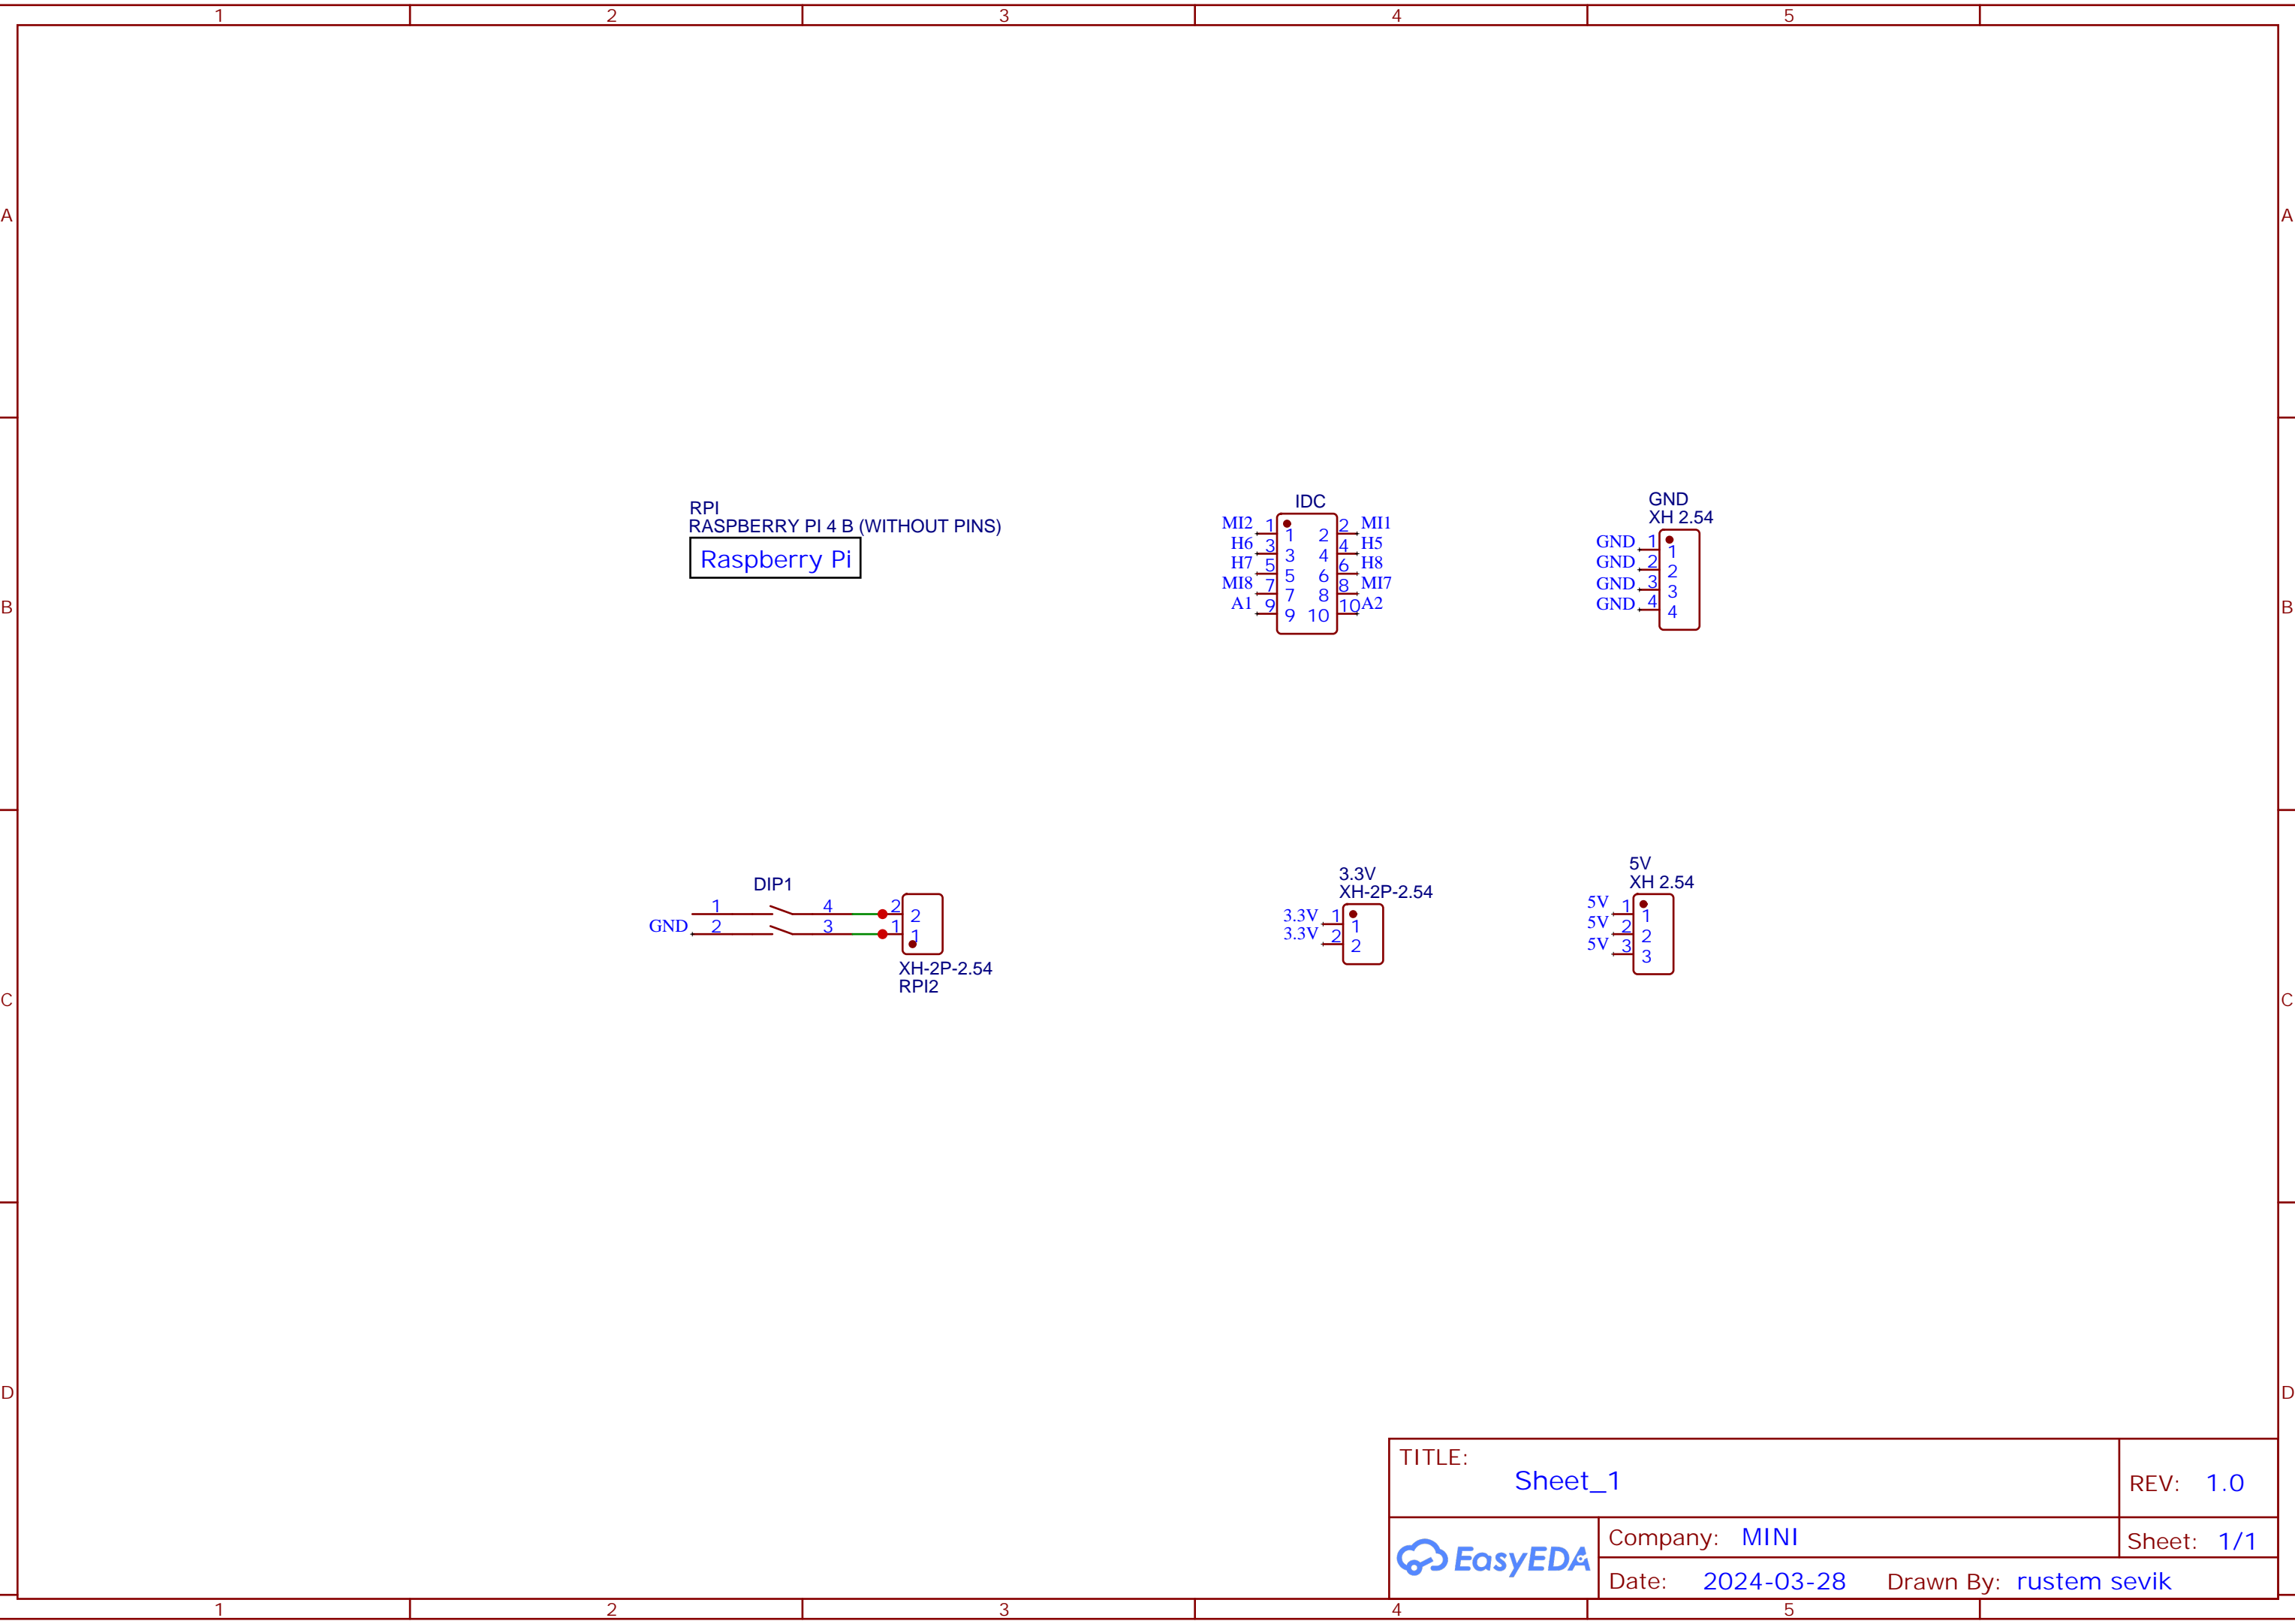 1 2 3 4 5
A A
RPI
RASPBERRY PI 4 B (WITHOUT PINS)
Raspberry Pi
IDC
MI2 1 1 2 2 MI1
H6 3 3 4 4 H5
H7 5 5 6 6 H8
MI8 7 7 8 8 MI7
A1 9 9 10 10 A2
GND
XH 2.54
GND 1 1
GND 2 2
GND 3 3
GND 4 4
B B
DIP1
1 4 2 2
GND 2 3 1 1
XH-2P-2.54
RPI2
3.3V
XH-2P-2.54
3.3V 1 1
3.3V 2 2
5V
XH 2.54
5V 1 1
5V 2 2
5V 3 3
C C
D D
TITLE:
Sheet_1
REV: 1.0
EasyEDA
Company: MINI
Sheet: 1/1
Date: 2024-03-28 Drawn By: rustem sevik
1 2 3 4 5